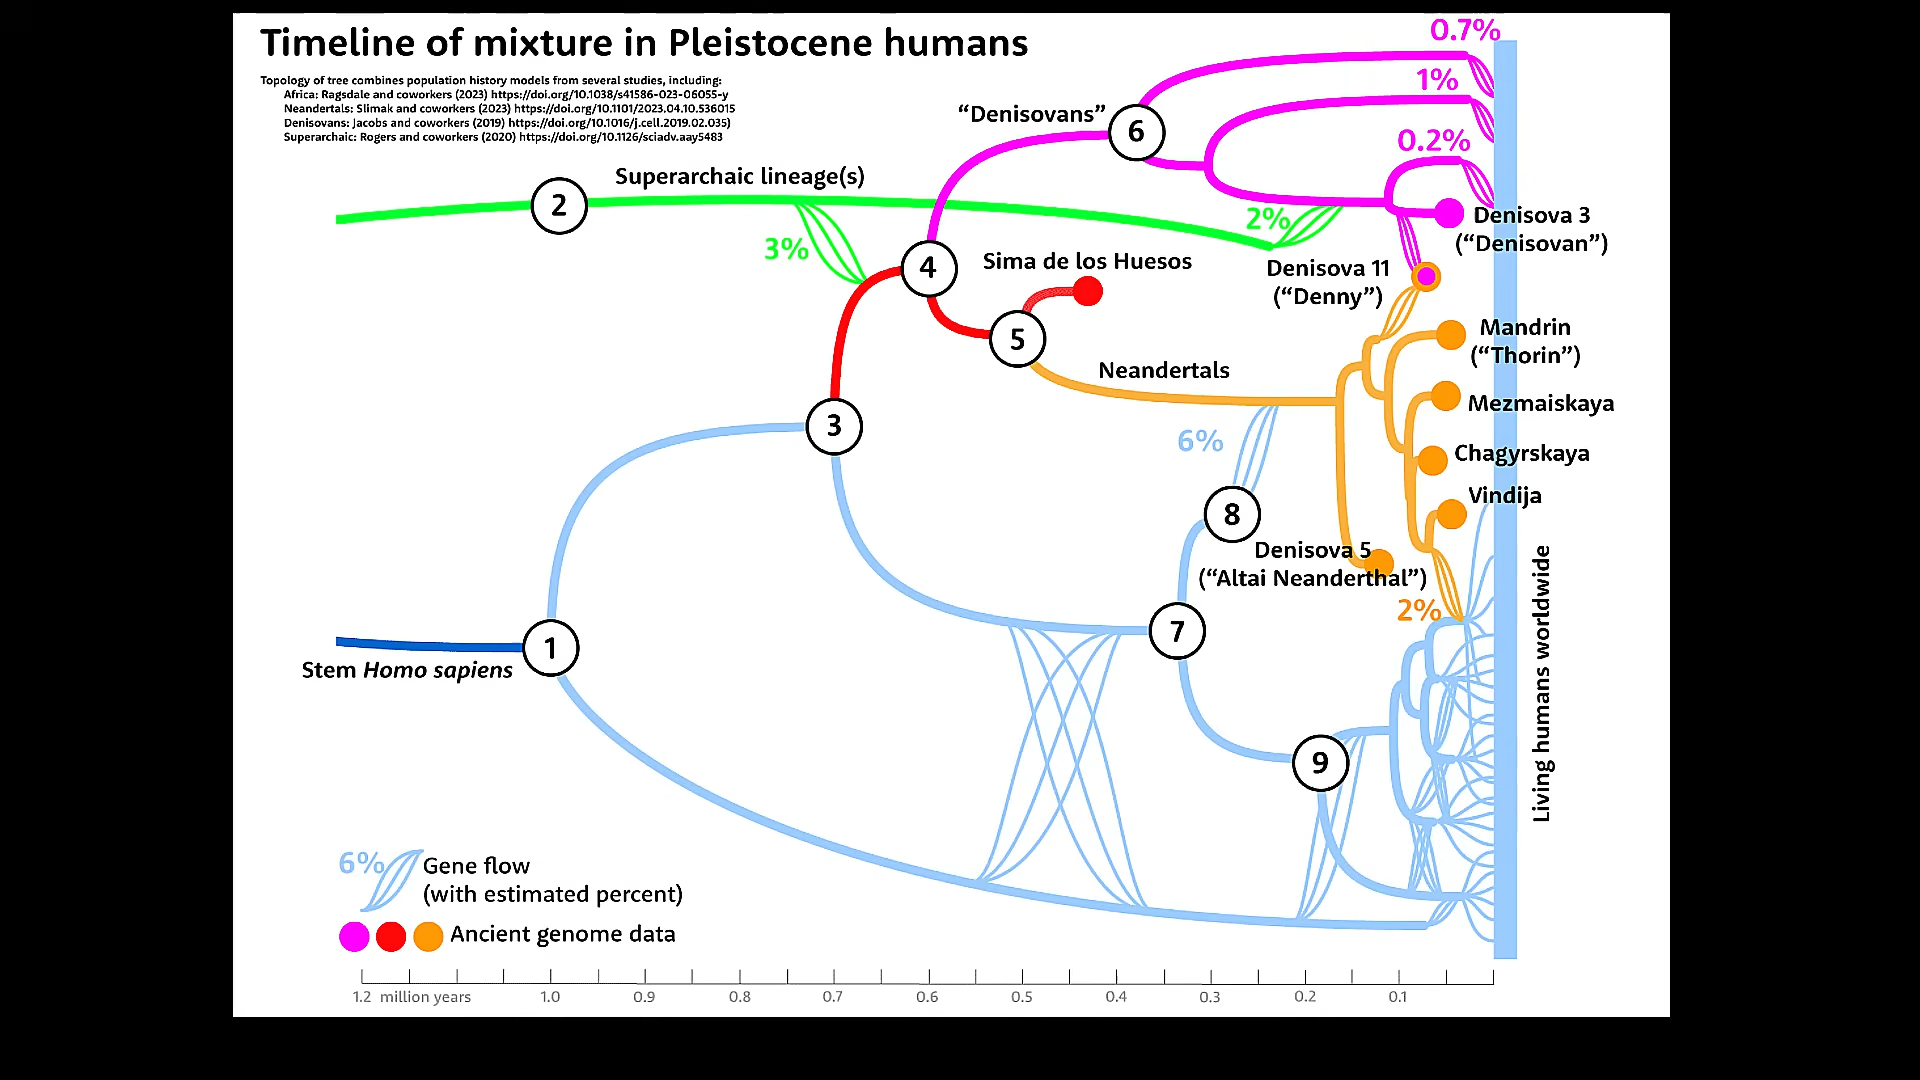 Timeline of mixture in Pleistocene humans
Topology of tree combines population history models from several studies, including:
Africa: Ragsdale and coworkers (2023) https://doi.org/10.1038/s41586-023-06055-y
Neandertals: Slimak and coworkers (2023) https://doi.org/10.1101/2023.04.10.536015
Denisovans: Jacobs and coworkers (2019) https://doi.org/10.1016/j.cell.2019.02.035)
Superarchaic: Rogers and coworkers (2020) https://doi.org/10.1126/sciadv.aay5483
0.7%
1%
“Denisovans”
6
0.2%
Superarchaic lineage(s)
2
3%
2%
Denisova 3
(“Denisovan”)
4
Sima de los Huesos
Denisova 11
(“Denny”)
5
Mandrin
(“Thorin”)
Neandertals
Mezmaiskaya
3
6%
Chagyrskaya
Vindija
8
Denisova 5
(“Altai Neanderthal”)
2%
7
1
Stem Homo sapiens
Living humans worldwide
9
6%
Gene flow
(with estimated percent)
Ancient genome data
1.2 million years 1.0 0.9 0.8 0.7 0.6 0.5 0.4 0.3 0.2 0.1